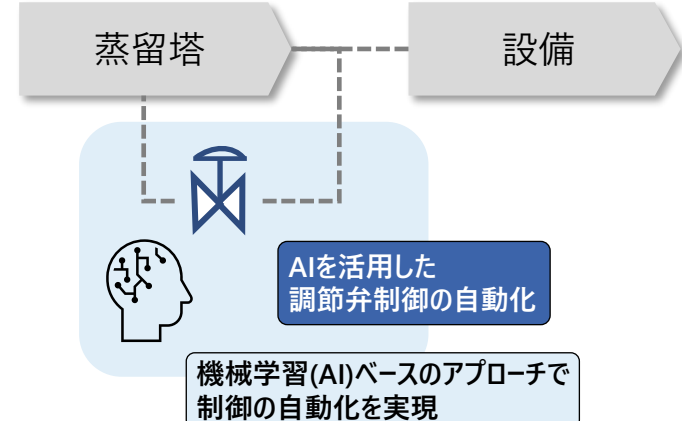 蒸留塔
設備
AIを活用した
調節弁制御の自動化
機械学習(AI)ベースのアプローチで
制御の自動化を実現